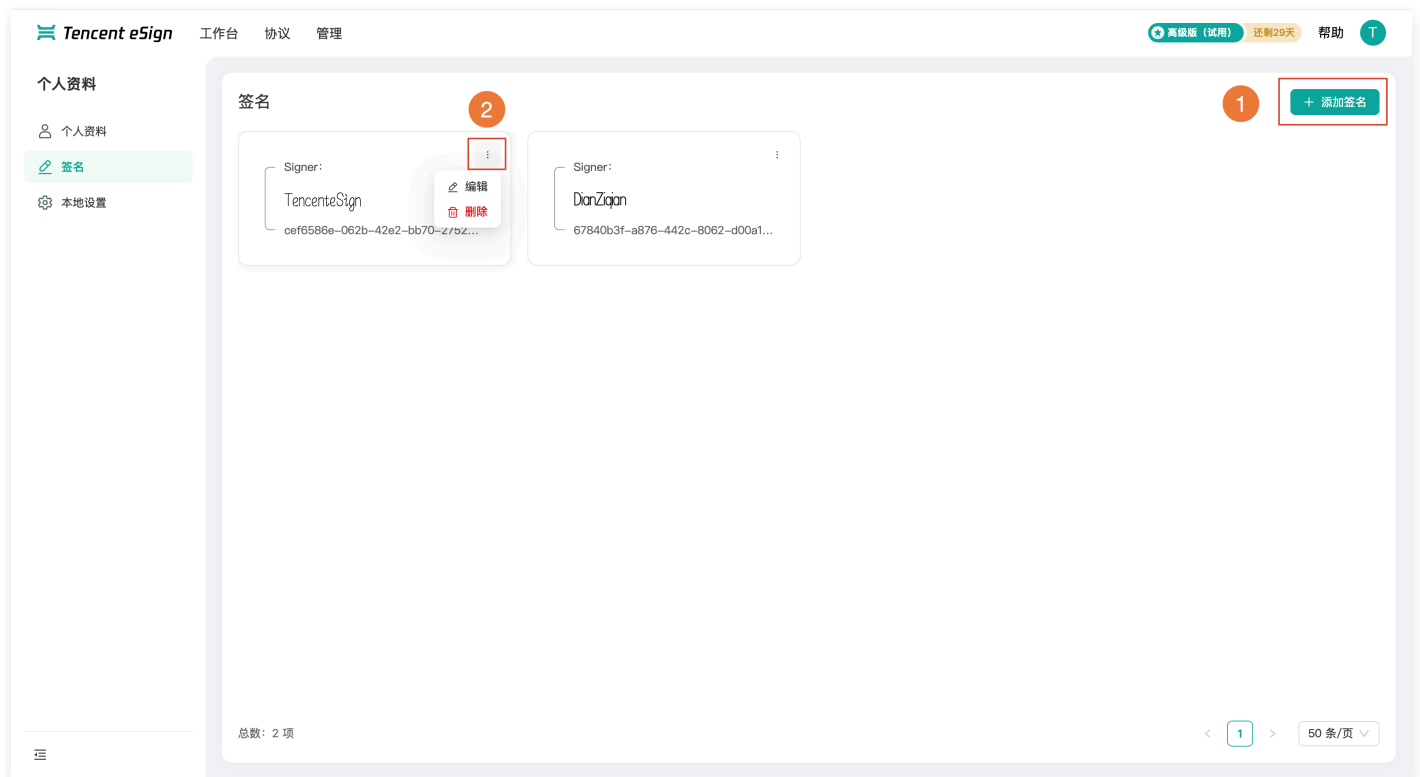 Tencent eSign 工作台 协议 管理 高级版（试用） 还剩29天 帮助 T
个人资料
个人资料
签名
本地设置
签名
2
1
+ 添加签名
Signer:
TencenteSign
cef6586e-062b-42e2-bb70-2752...
编辑
删除
Signer:
DianZiqian
67840b3f-a876-442c-8062-d00a1...
总数：2 项
< 1 > 50 条/页